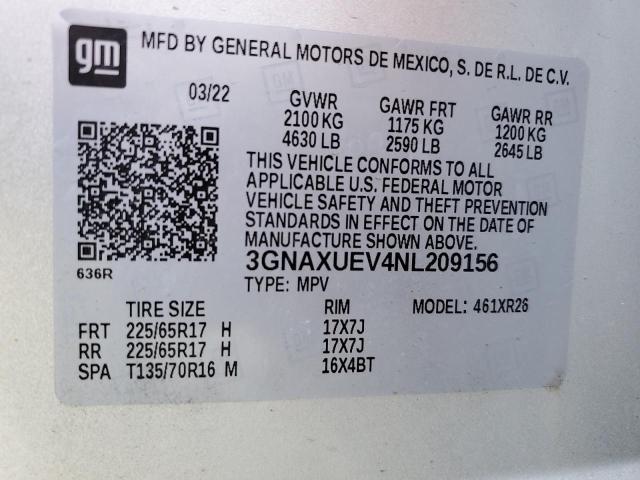 gm
MFD BY GENERAL MOTORS DE MEXICO, S. DE R.L. DE C.V.
03/22 GVWR GAWR FRT GAWR RR
2100 KG 1175 KG 1200 KG
4630 LB 2590 LB 2645 LB
THIS VEHICLE CONFORMS TO ALL
APPLICABLE U.S. FEDERAL MOTOR
VEHICLE SAFETY AND THEFT PREVENTION
STANDARDS IN EFFECT ON THE DATE OF
MANUFACTURE SHOWN ABOVE.
636R 3GNAXUEV4NL209156
TYPE: MPV MODEL: 461XR26
TIRE SIZE RIM
FRT 225/65R17 H 17X7J
RR 225/65R17 H 17X7J
SPA T135/70R16 M 16X4BT